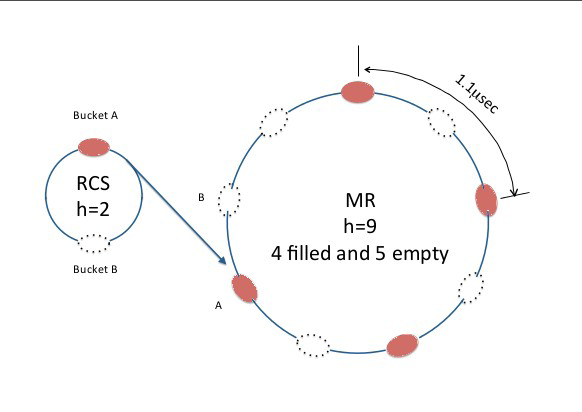 1.1μsec
Bucket A
RCS
h=2
Bucket B
B
A
MR
h=9
4 filled and 5 empty